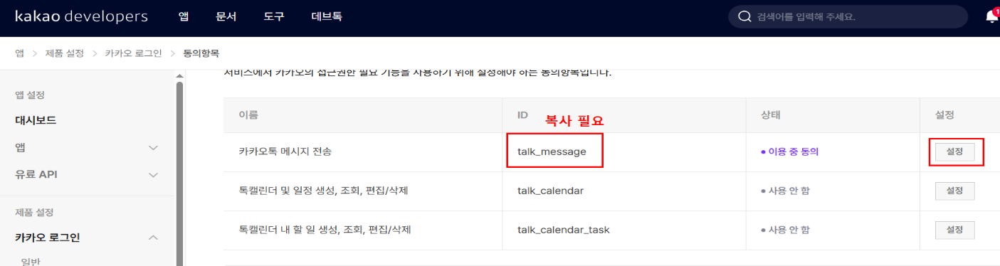 kakao developers 앱 문서 도구 데브톡 검색어를 입력해 주세요. 1
앱 > 제품 설정 > 카카오 로그인 > 동의항목
서비스에서 카카오의 접근권한 필요 기능을 사용하기 위해 설정해야 하는 동의항목입니다.
앱 설정
대시보드
앱
유료 API
제품 설정
카카오 로그인
일반
이름 ID 상태 설정
복사 필요
카카오톡 메시지 전송 talk_message • 이용 중 동의 설정
톡캘린더 및 일정 생성, 조회, 편집/삭제 talk_calendar • 사용 안 함 설정
톡캘린더 내 할 일 생성, 조회, 편집/삭제 talk_calendar_task • 사용 안 함 설정